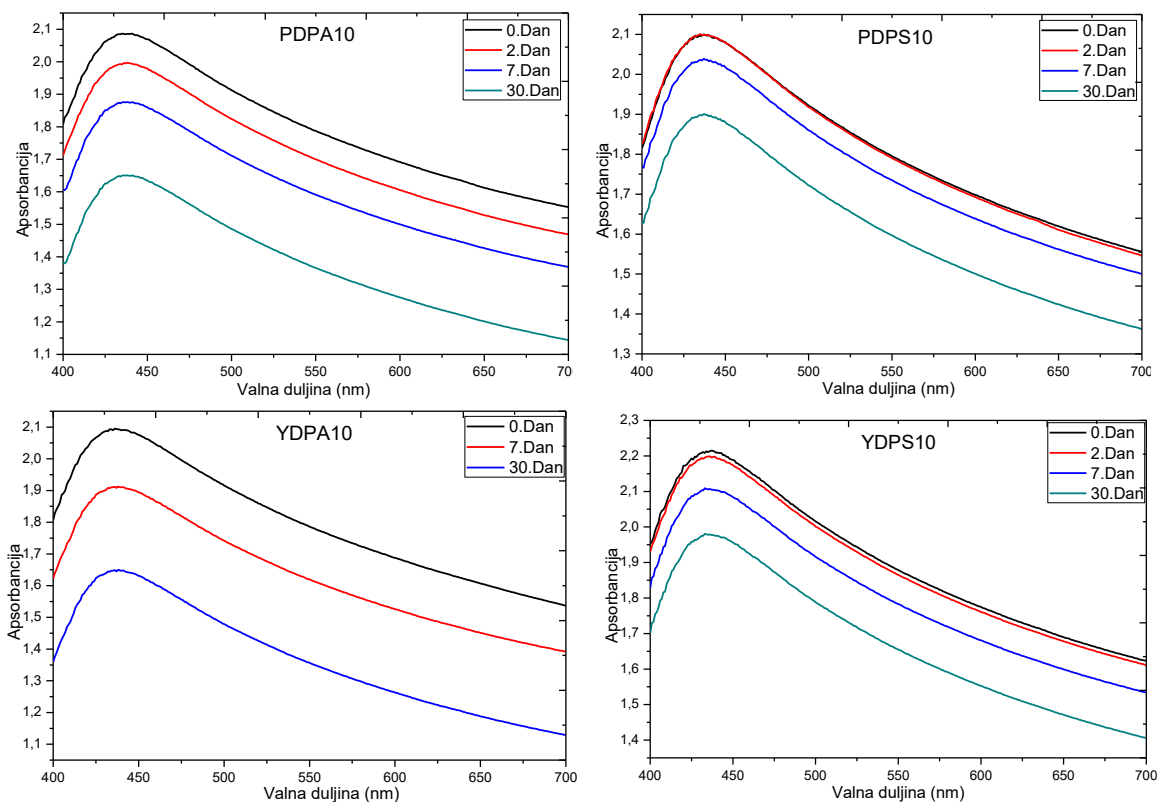 PDPA10
0.Dan
2.Dan
7.Dan
30.Dan
2,1
2,0
1,9
1,8
1,7
1,6
1,5
1,4
1,3
1,2
1,1
Apsorbancija
400 450 500 550 600 650 70
Valna duljina (nm)
PDPS10
0.Dan
2.Dan
7.Dan
30.Dan
2,1
2,0
1,9
1,8
1,7
1,6
1,5
1,4
1,3
Apsorbancija
400 450 500 550 600 650 700
Valna duljina (nm)
YDPA10
0.Dan
7.Dan
30.Dan
2,1
2,0
1,9
1,8
1,7
1,6
1,5
1,4
1,3
1,2
1,1
Apsorbancija
400 450 500 550 600 650 700
Valna duljina (nm)
YDPS10
0.Dan
2.Dan
7.Dan
30.Dan
2,3
2,2
2,1
2,0
1,9
1,8
1,7
1,6
1,5
1,4
Apsorbancija
400 450 500 550 600 650 700
Valna duljina (nm)